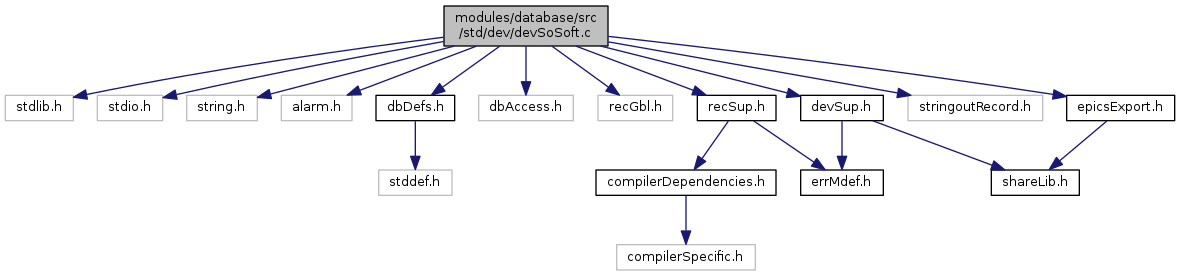 modules/database/src
/std/dev/devSoSoft.c
stdlib.h
stdio.h
string.h
alarm.h
dbDefs.h
dbAccess.h
recGbl.h
recSup.h
devSup.h
stringoutRecord.h
epicsExport.h
stddef.h
compilerDependencies.h
errMdef.h
shareLib.h
compilerSpecific.h